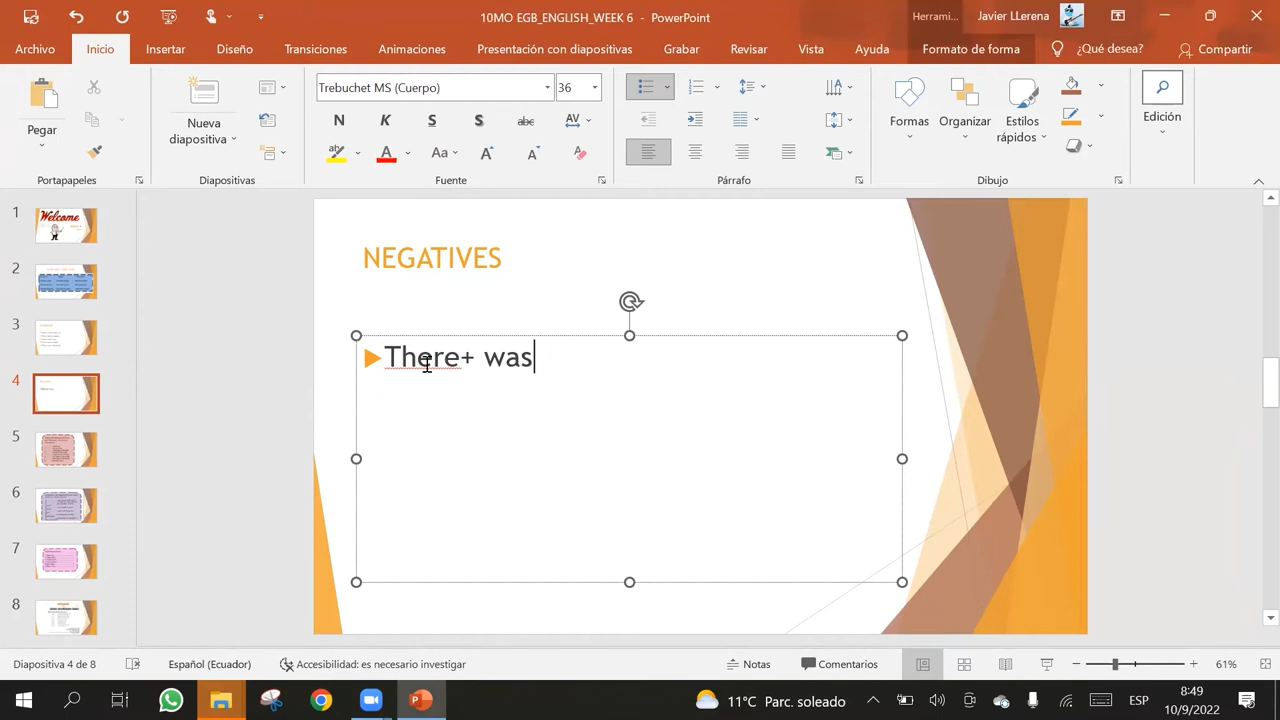 10MO EGB_ENGLISH_WEEK 6 - PowerPoint
Herrami...
Javier LLerena
Archivo
Inicio
Insertar
Diseño
Transiciones
Animaciones
Presentación con diapositivas
Grabar
Revisar
Vista
Ayuda
Formato de forma
¿Qué desea?
Compartir
Pegar
Nueva
diapositiva
Trebuchet MS (Cuerpo)
36
N
K
S
S
abc
AV
A
Aa
A
A
Formas
Organizar
Estilos
rápidos
Edición
Portapapeles
Diapositivas
Fuente
Párrafo
Dibujo
1
Welcome
2
3
4
5
6
7
8
NEGATIVES
There+ was
Diapositiva 4 de 8
Español (Ecuador)
Accesibilidad: es necesario investigar
Notas
Comentarios
61%
11°C Parc. soleado
ESP
8:49
10/9/2022